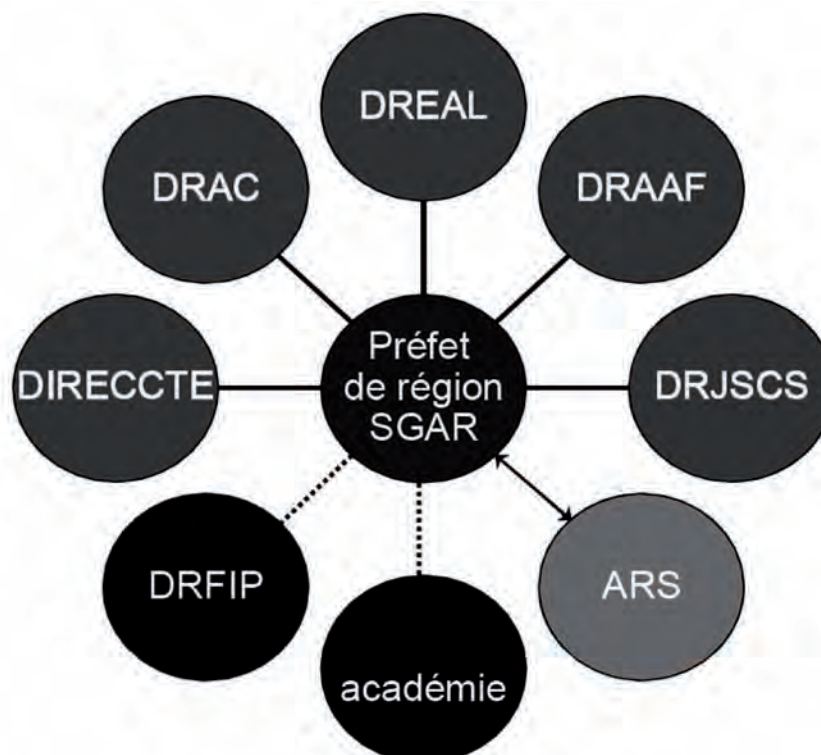 DREAL
DRAC
DRAAF
Préfet
de région
SGAR
DIRECCTE
DRJSCS
DRFIP
ARS
académie